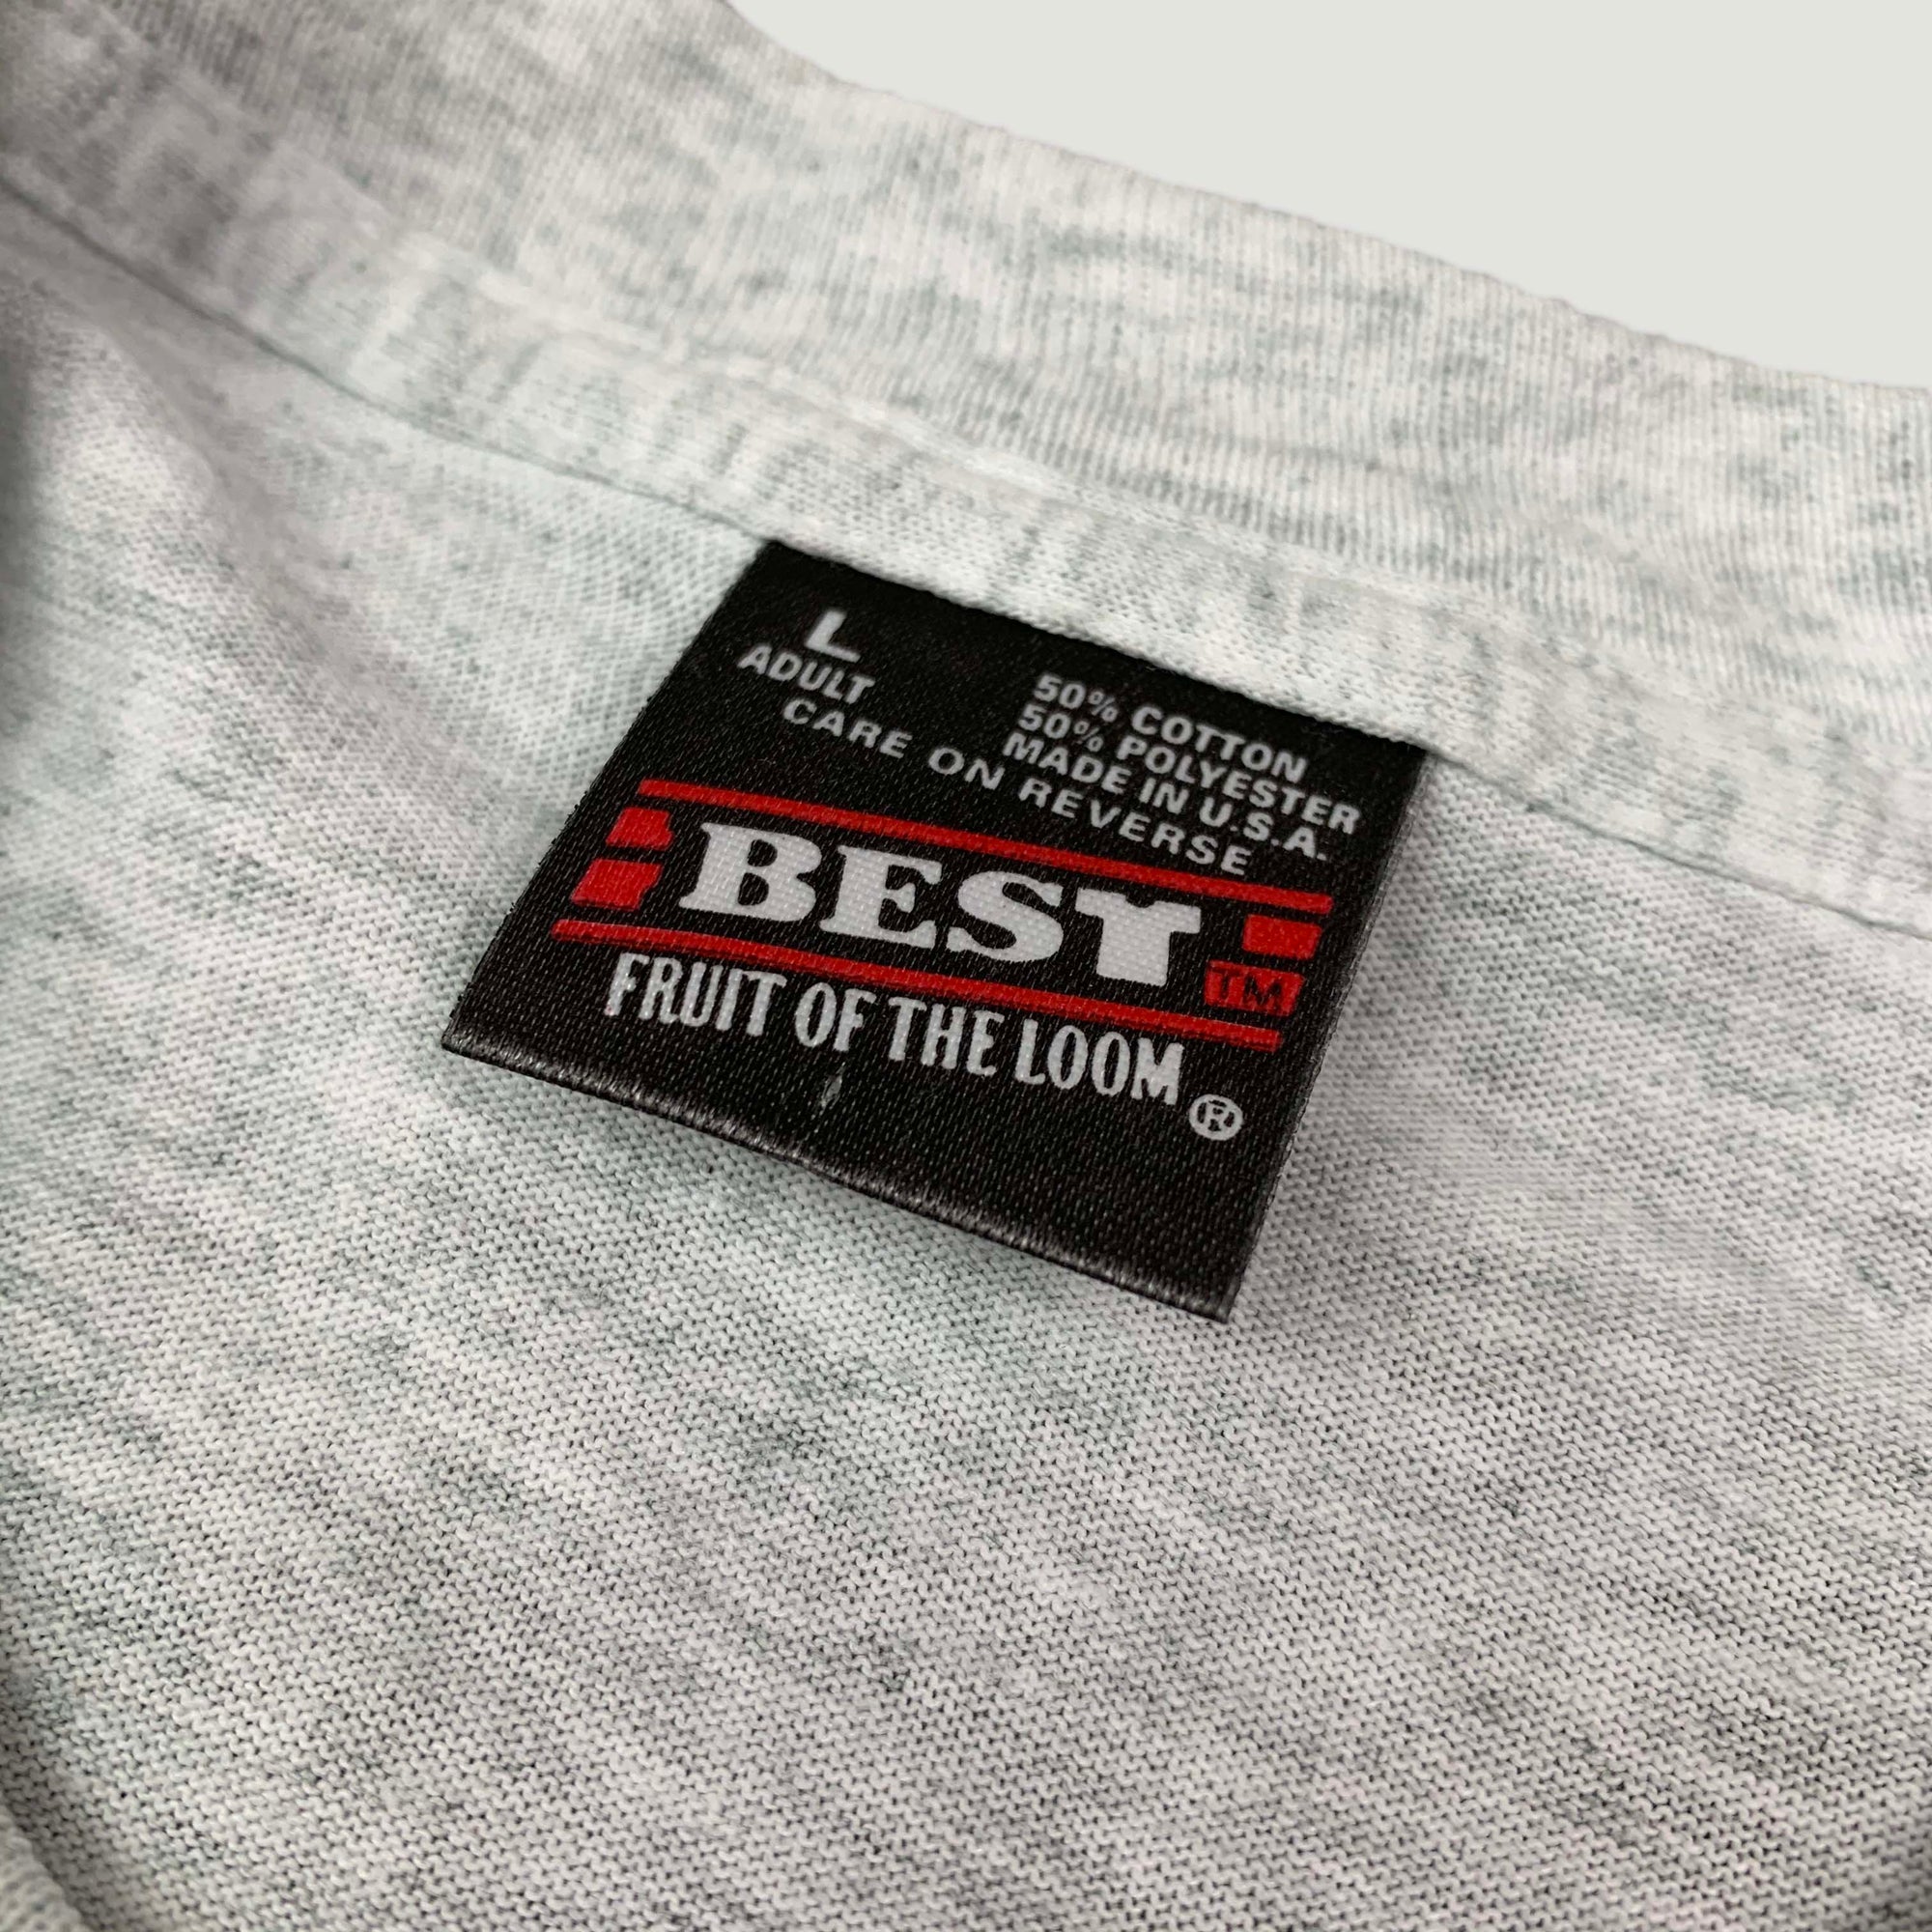 L
ADULT
50% COTTON
50% POLYESTER
MADE IN U.S.A.
CARE ON REVERSE
BEST
TM
FRUIT OF THE LOOM
®